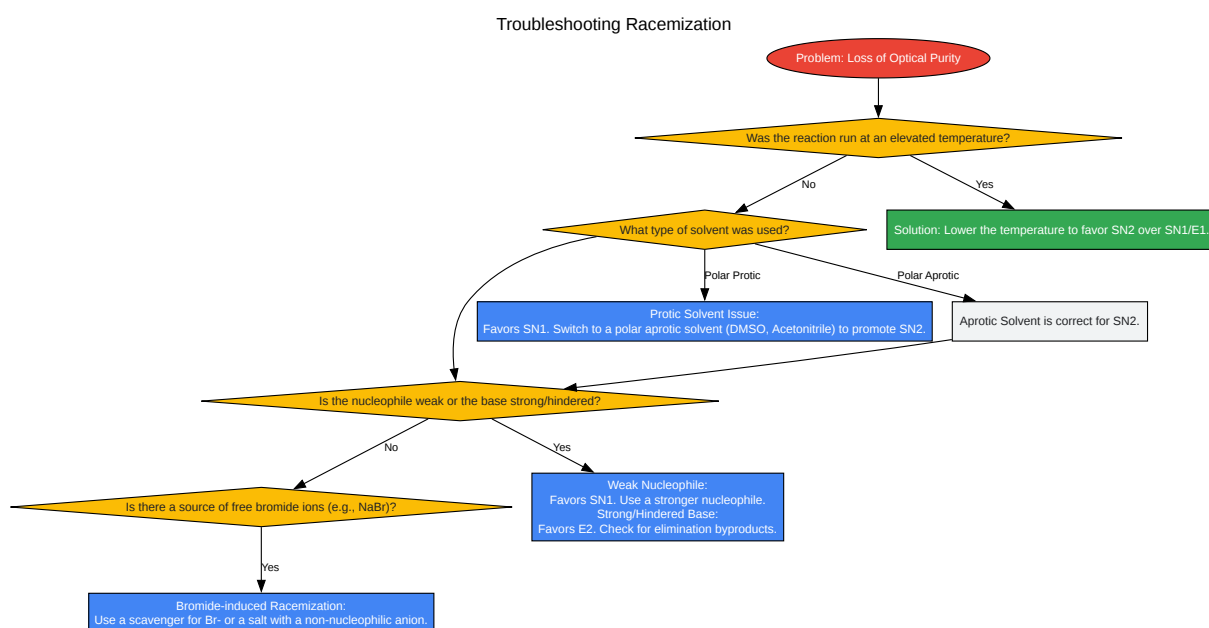 Troubleshooting Racemization
Problem: Loss of Optical Purity
Was the reaction run at an elevated temperature?
No
Yes
What type of solvent was used?
Solution: Lower the temperature to favor SN2 over SN1/E1.
Polar Protic
Polar Aprotic
Protic Solvent Issue:
Favors SN1. Switch to a polar aprotic solvent (DMSO, Acetonitrile) to promote SN2.
Aprotic Solvent is correct for SN2.
Is the nucleophile weak or the base strong/hindered?
No
Yes
Weak Nucleophile:
Favors SN1. Use a stronger nucleophile.
Strong/Hindered Base:
Favors E2. Check for elimination byproducts.
Is there a source of free bromide ions (e.g., NaBr)?
Yes
Bromide-induced Racemization:
Use a scavenger for Br- or a salt with a non-nucleophilic anion.